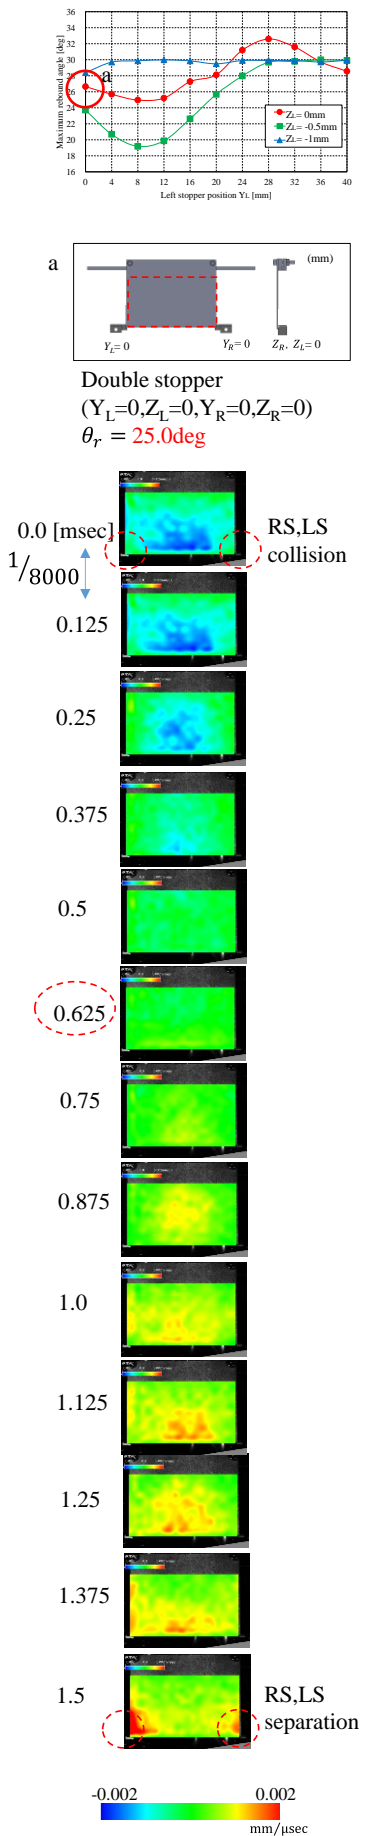 Maximum rebound angle [deg]
36
34
32
30
28
26
24
22
20
18
16
a
ZL= 0mm
ZL= -0.5mm
ZL= -1mm
0 4 8 12 16 20 24 28 32 36 40
Left stopper position YL [mm]
a
(mm)
YL= 0
YR= 0
ZR, ZL= 0
Double stopper
(YL=0,ZL=0,YR=0,ZR=0)
θr = 25.0deg
0.0 [msec]
RS,LS
collision
1/8000
0.125
0.25
0.375
0.5
0.625
0.75
0.875
1.0
1.125
1.25
1.375
1.5
RS,LS
separation
-0.002 0.002
mm/μsec